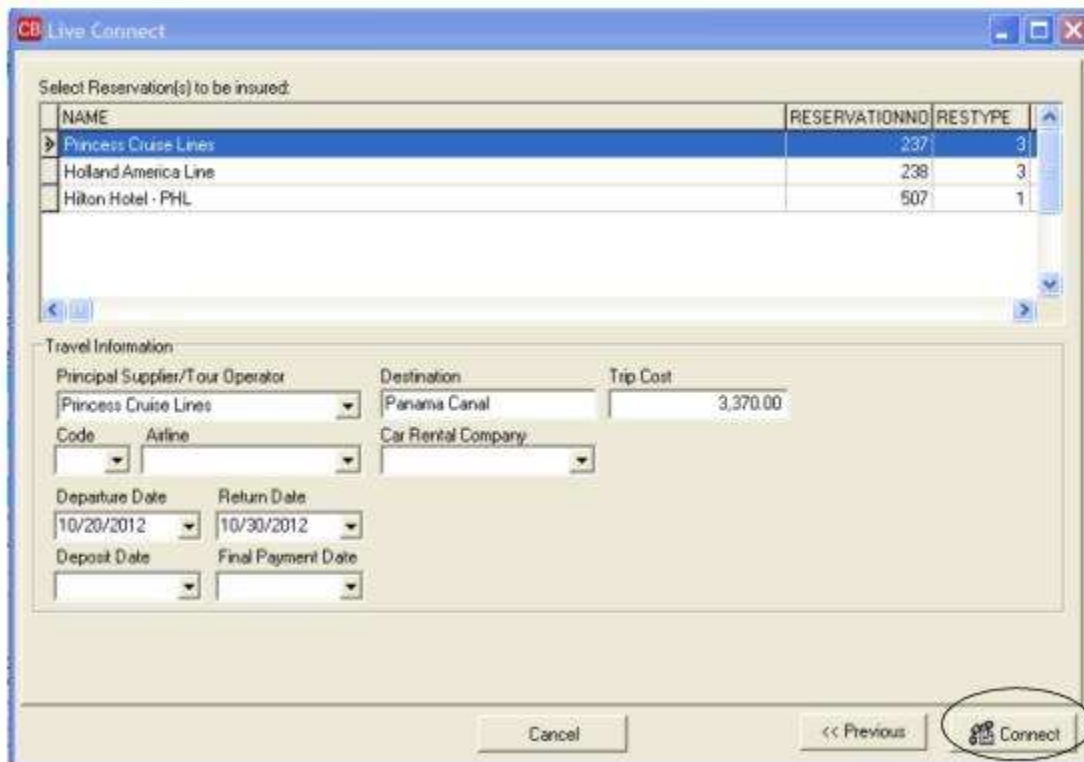 CB Live Connect
Select Reservation(s) to be insured:
NAME RESERVATIONNO RESTYPE
Princess Cruise Lines 237 3
Holland America Line 238 3
Hilton Hotel - PHL 507 1
Travel Information
Principal Supplier/Tour Operator Destination Trip Cost
Princess Cruise Lines Panama Canal 3,370.00
Code Airline Car Rental Company
Departure Date Return Date
10/20/2012 10/30/2012
Deposit Date Final Payment Date
Cancel << Previous Connect